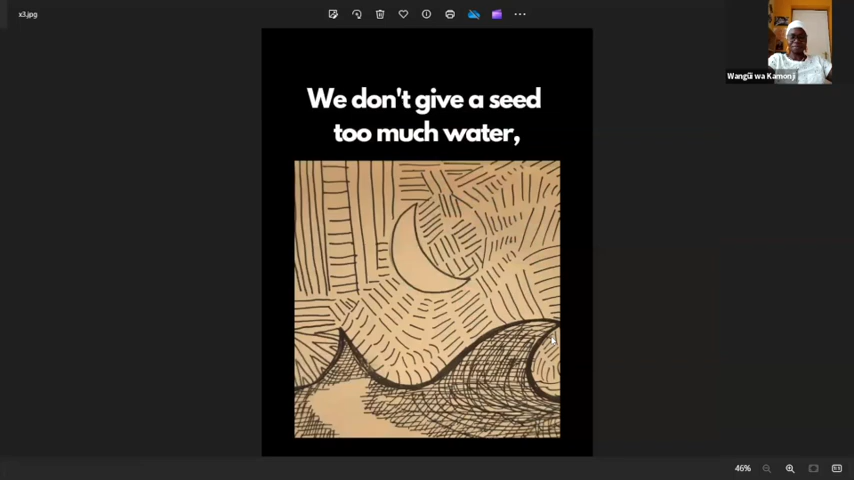 x3.jpg
Wangũi wa Kamonji
We don't give a seed
too much water,
46%